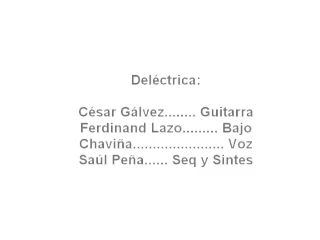 Deléctrica:
César Gálvez........ Guitarra
Ferdinand Lazo......... Bajo
Chaviña....................... Voz
Saúl Peña...... Seq y Sintes